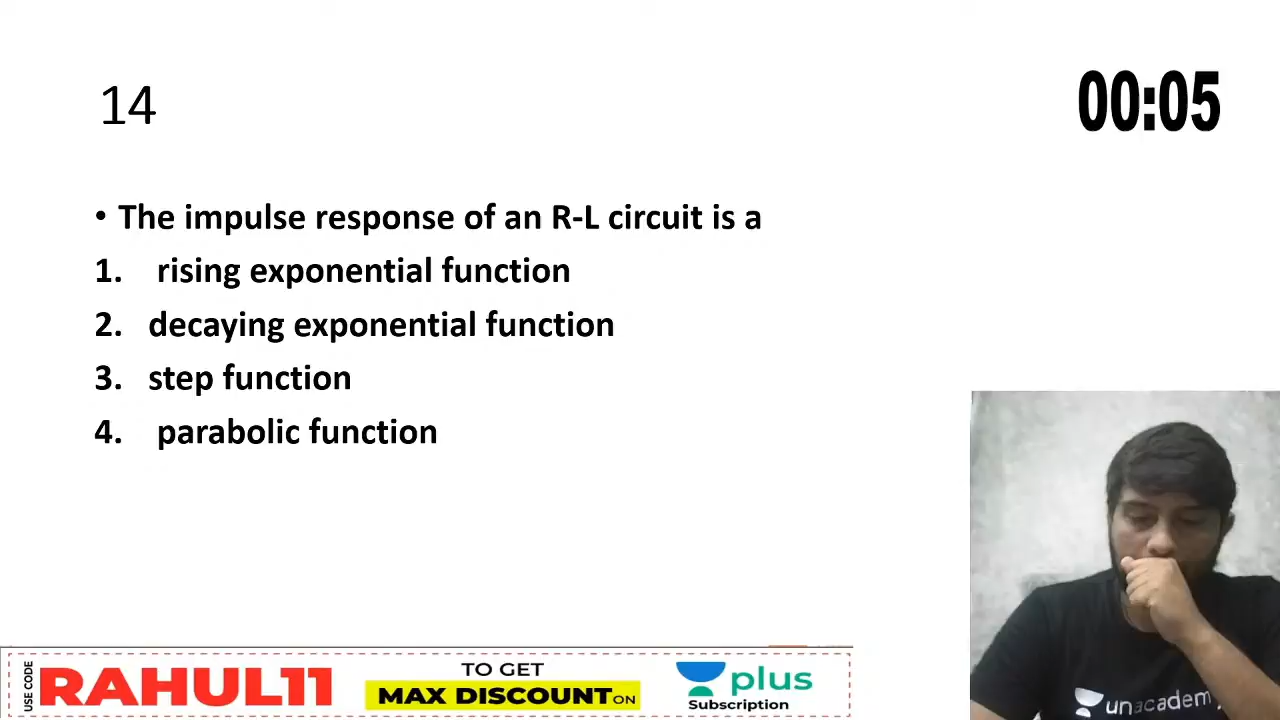 14
00:05
• The impulse response of an R-L circuit is a
1. rising exponential function
2. decaying exponential function
3. step function
4. parabolic function
USE CODE
RAHUL11
TO GET
MAX DISCOUNT ON
plus
Subscription
unacademy